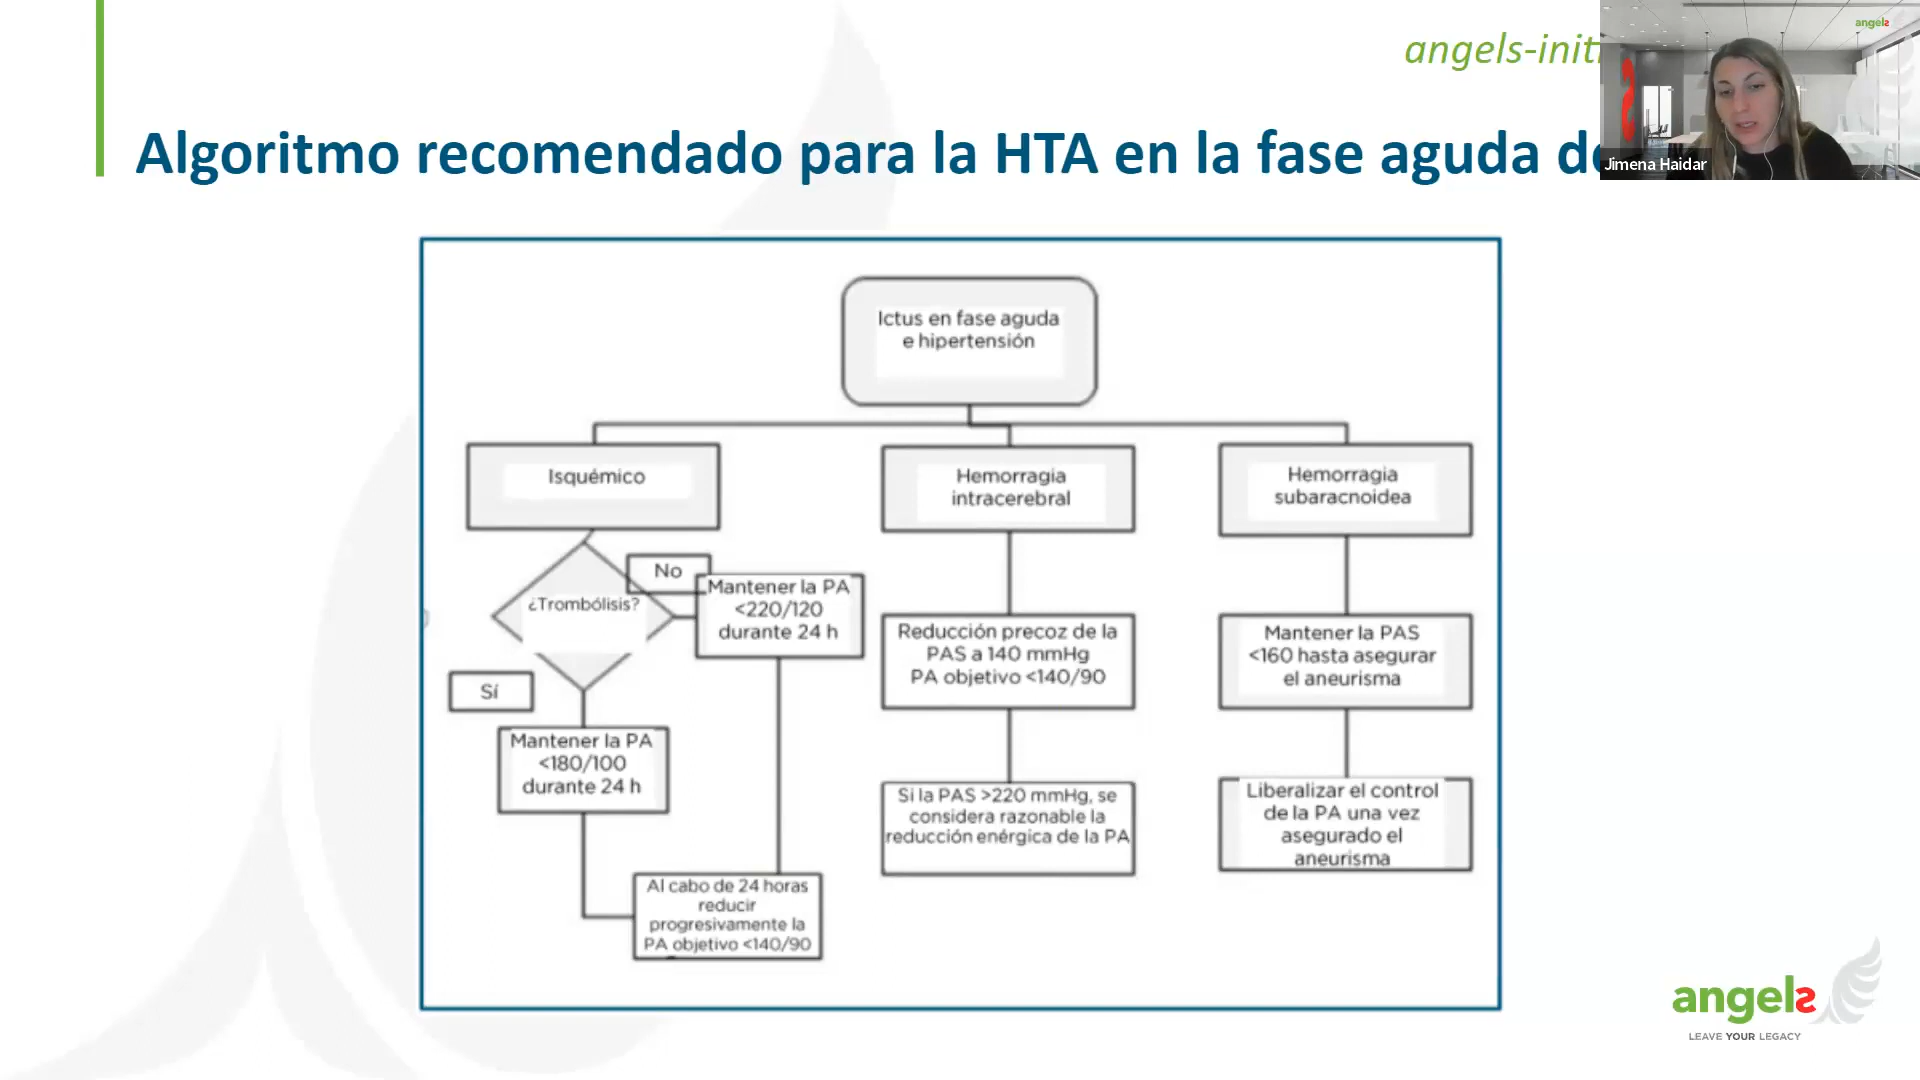 angels-init
angels
Jimena Haidar
Algoritmo recomendado para la HTA en la fase aguda de
Ictus en fase aguda
e hipertensión
Isquémico
¿Trombólisis?
No
Mantener la PA
<220/120
durante 24 h
Sí
Mantener la PA
<180/100
durante 24 h
Al cabo de 24 horas
reducir
progresivamente la
PA objetivo <140/90
Hemorragia
intracerebral
Reducción precoz de la
PAS a 140 mmHg
PA objetivo <140/90
Si la PAS >220 mmHg, se
considera razonable la
reducción enérgica de la PA
Hemorragia
subaracnoidea
Mantener la PAS
<160 hasta asegurar
el aneurisma
Liberalizar el control
de la PA una vez
asegurado el
aneurisma
angels
LEAVE YOUR LEGACY